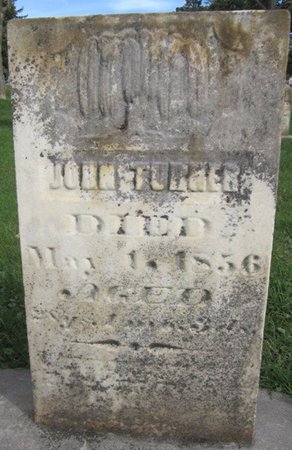 JOHN TURNER
DIED
May 1, 1856
AGED